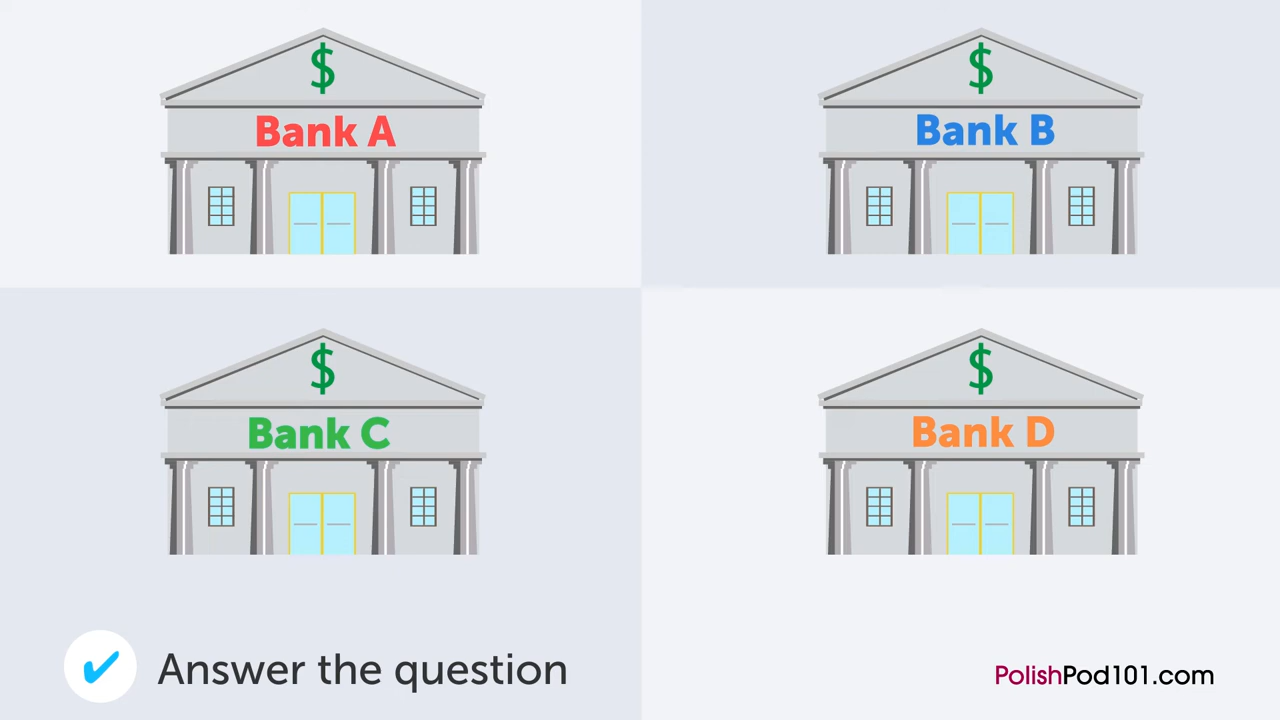 $
Bank A
$
Bank B
$
Bank C
$
Bank D
✔ Answer the question
PolishPod101.com